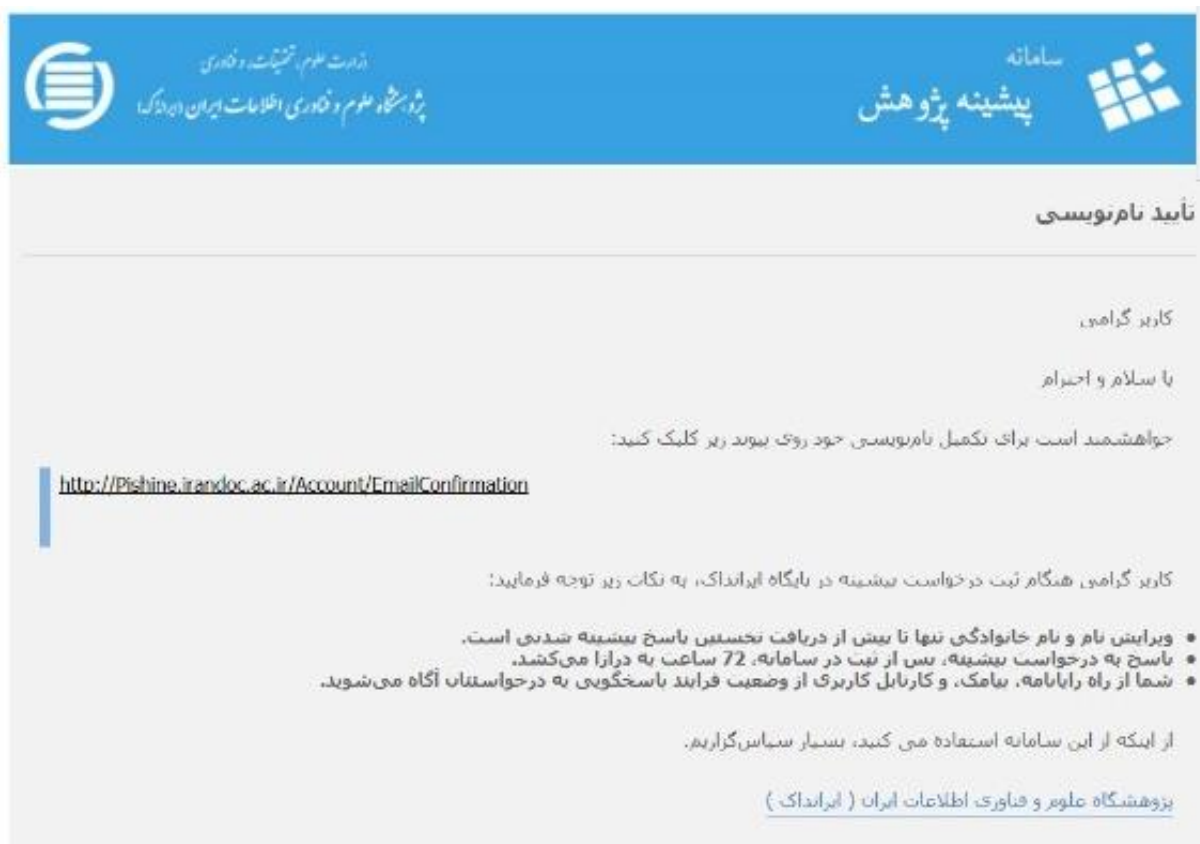 سامانه
پیشینه پژوهش
وزارت علوم، تحقیقات و فناوری
پژوهشگاه علوم و فناوری اطلاعات ایران (ایرانداک)
تأیید نام‌نویسی
کاربر گرامی
با سلام و احترام
خواهشمند است برای تکمیل نام‌نویسی خود روی پیوند زیر کلیک کنید:
http://Pishine.irandoc.ac.ir/Account/EmailConfirmation
کاربر گرامی هنگام ثبت درخواست پیشینه در پایگاه ایرانداک، به نکات زیر توجه فرمایید:
• ویرایش نام و نام خانوادگی تنها تا پیش از دریافت نخستین پاسخ پیشینه شدنی است.
• پاسخ به درخواست پیشینه، پس از ثبت در سامانه، 72 ساعت به درازا می‌کشد.
• شما از راه رایانامه، پیامک، و کارتابل کاربری از وضعیت فرایند پاسخگویی به درخواستتان آگاه می‌شوید.
از اینکه از این سامانه استفاده می کنید، بسیار سپاس‌گزاریم.
پژوهشگاه علوم و فناوری اطلاعات ایران ( ایرانداک )